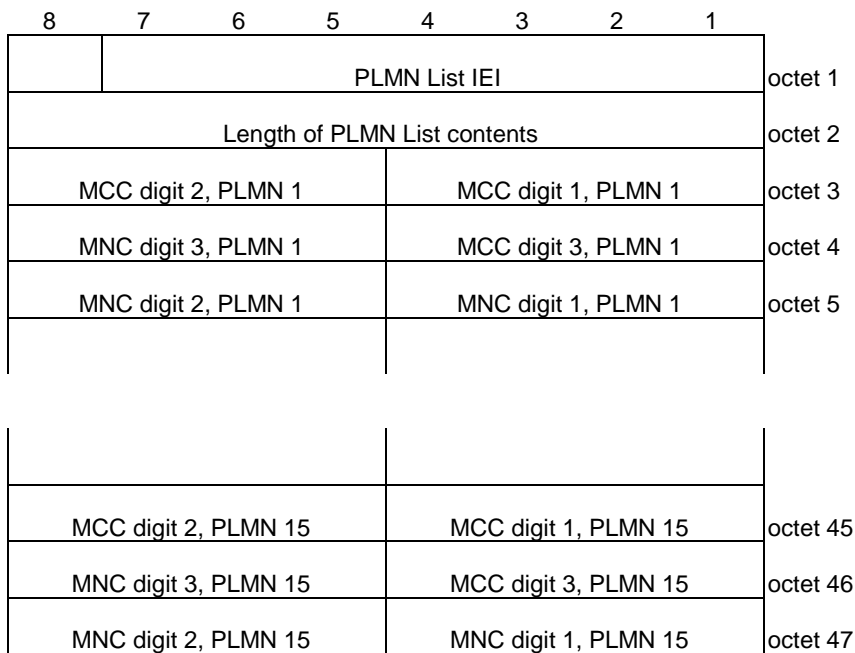 8 7 6 5 4 3 2 1
PLMN List IEI octet 1
Length of PLMN List contents octet 2
MCC digit 2, PLMN 1 MCC digit 1, PLMN 1 octet 3
MNC digit 3, PLMN 1 MCC digit 3, PLMN 1 octet 4
MNC digit 2, PLMN 1 MNC digit 1, PLMN 1 octet 5
MCC digit 2, PLMN 15 MCC digit 1, PLMN 15 octet 45
MNC digit 3, PLMN 15 MCC digit 3, PLMN 15 octet 46
MNC digit 2, PLMN 15 MNC digit 1, PLMN 15 octet 47